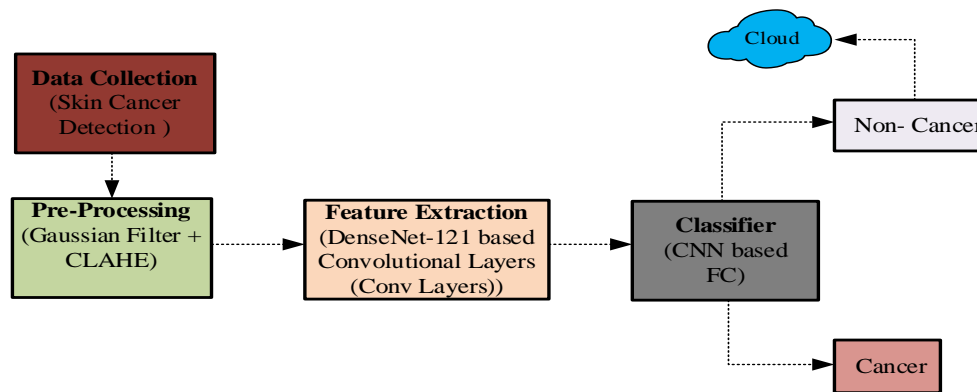 Cloud
Data Collection
(Skin Cancer
Detection )
Non- Cancer
Pre-Processing
(Gaussian Filter +
CLAHE)
Feature Extraction
(DenseNet-121 based
Convolutional Layers
(Conv Layers))
Classifier
(CNN based
FC)
Cancer